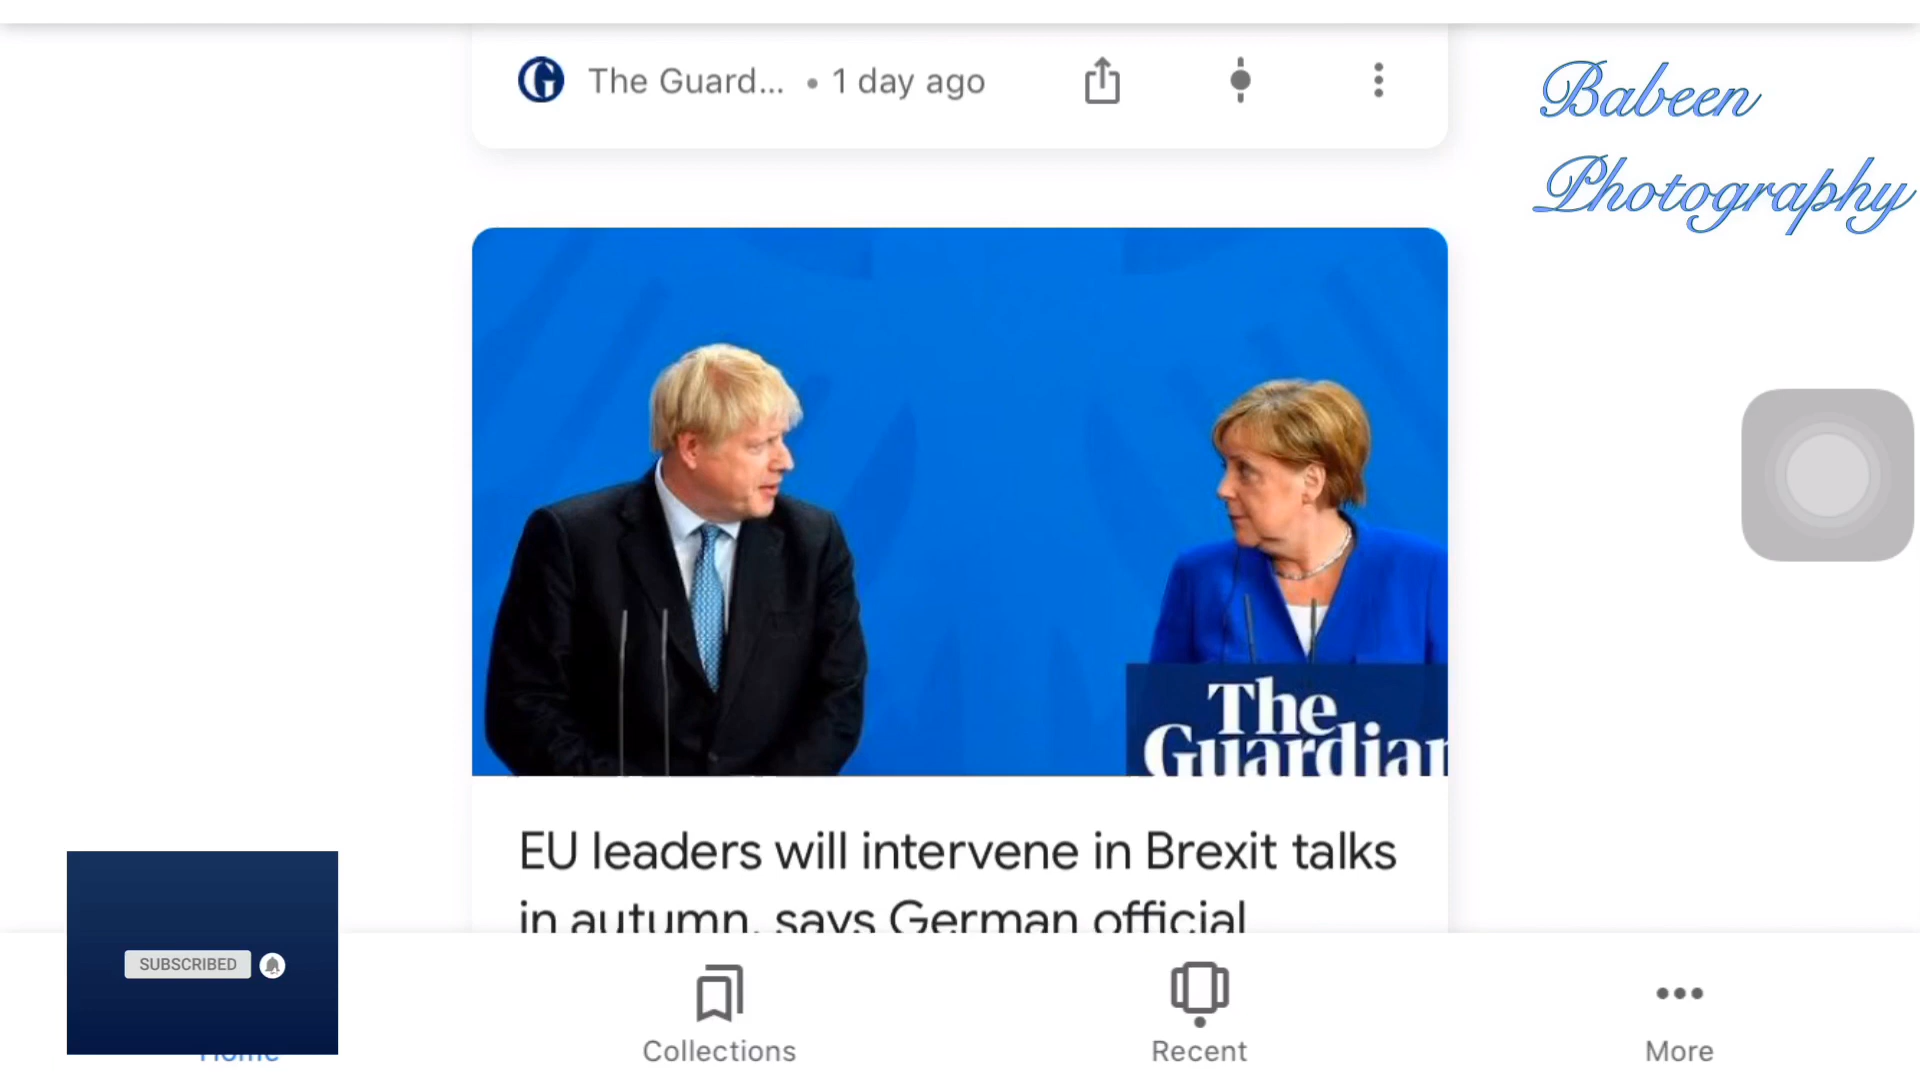 The Guard... • 1 day ago
Babeen
Photography
The
Guardian
EU leaders will intervene in Brexit talks
in autumn, says German official
SUBSCRIBED
Home
Collections
Recent
More